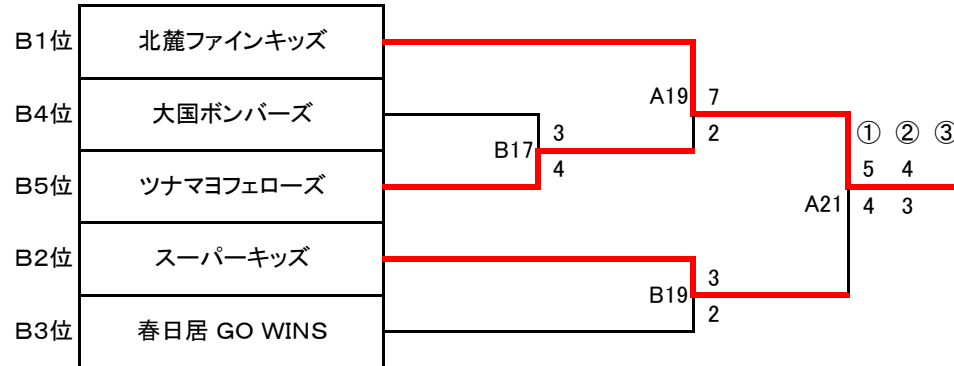 B1位 北麓ファインキッズ
A19 7
B4位 大国ボンバーズ
2 ① ② ③
B17 3
4
5 4
B5位 ツナマヨフェローズ
A21 4 3
B2位 スーパーキッズ
3
B19
2
B3位 春日居 GO WINS